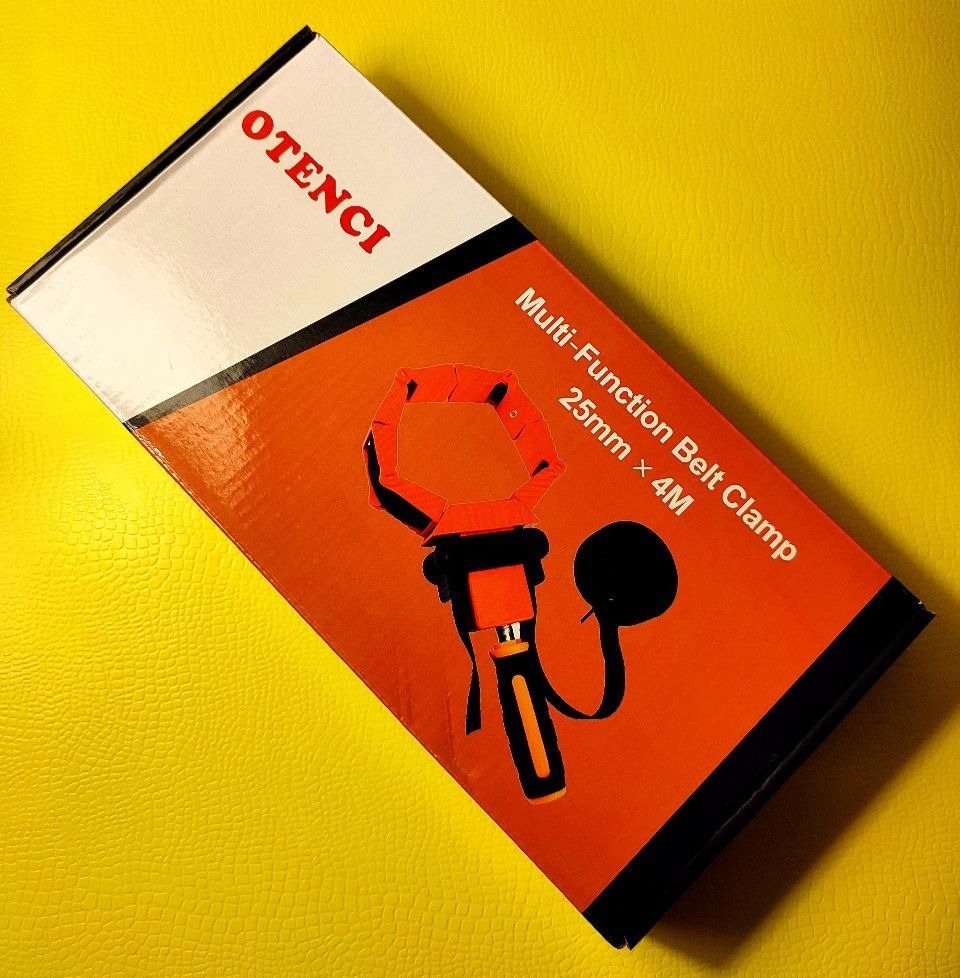 OTENCI
Multi-Function Belt Clamp
25mm × 4M